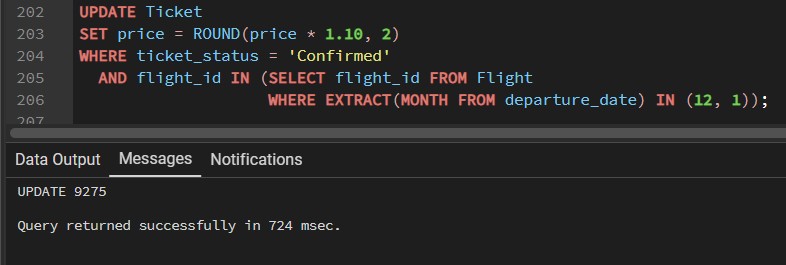 202 UPDATE Ticket
203 SET price = ROUND(price * 1.10, 2)
204 WHERE ticket_status = 'Confirmed'
205   AND flight_id IN (SELECT flight_id FROM Flight
206                     WHERE EXTRACT(MONTH FROM departure_date) IN (12, 1));
207
Data Output Messages Notifications
UPDATE 9275
Query returned successfully in 724 msec.